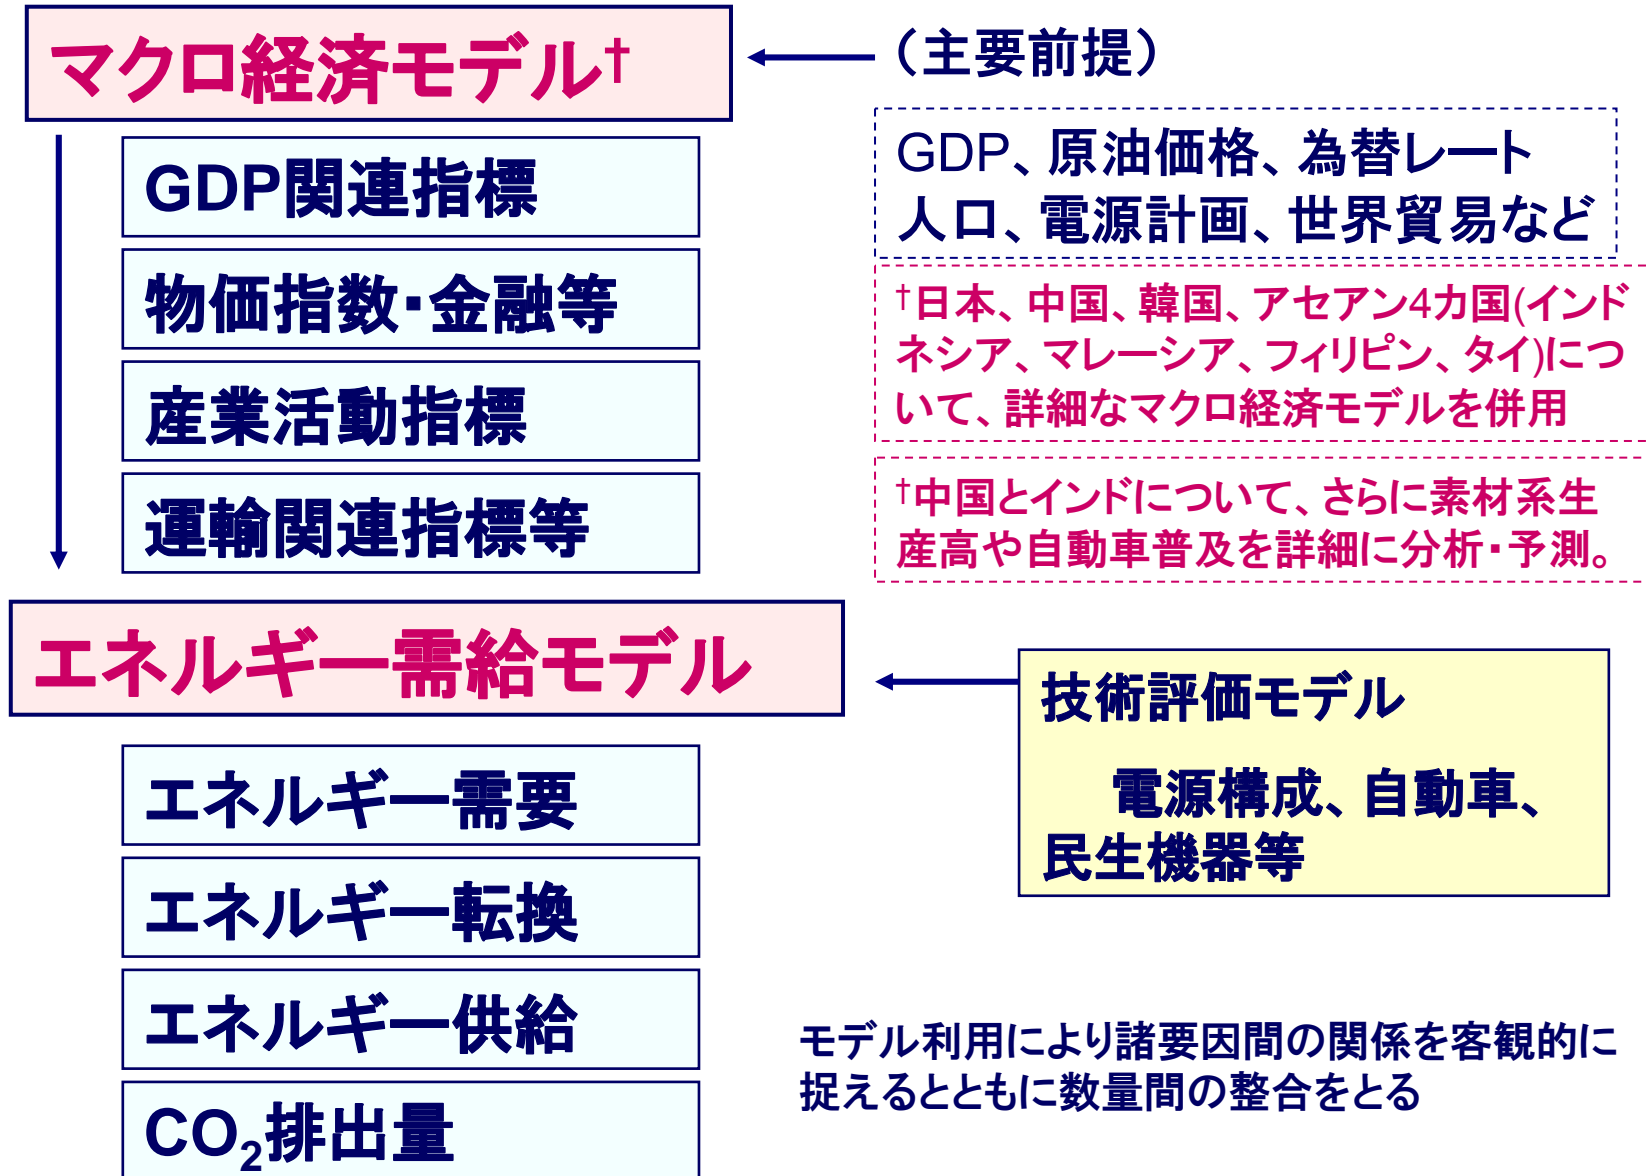 マクロ経済モデル†
（主要前提）
GDP関連指標
物価指数・金融等
産業活動指標
運輸関連指標等
GDP、原油価格、為替レート
人口、電源計画、世界貿易など
†日本、中国、韓国、アセアン4カ国(インド
ネシア、マレーシア、フィリピン、タイ)につ
いて、詳細なマクロ経済モデルを併用
†中国とインドについて、さらに素材系生
産高や自動車普及を詳細に分析・予測。
エネルギー需給モデル
技術評価モデル
電源構成、自動車、
民生機器等
エネルギー需要
エネルギー転換
エネルギー供給
CO₂排出量
モデル利用により諸要因間の関係を客観的に
捉えるとともに数量間の整合をとる